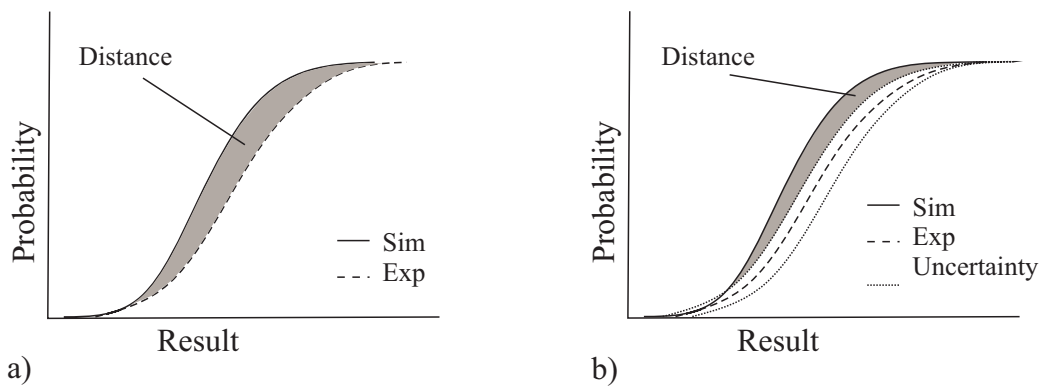 Distance
Probability
Sim
Exp
Result
a)
Distance
Probability
Sim
Exp
Uncertainty
Result
b)